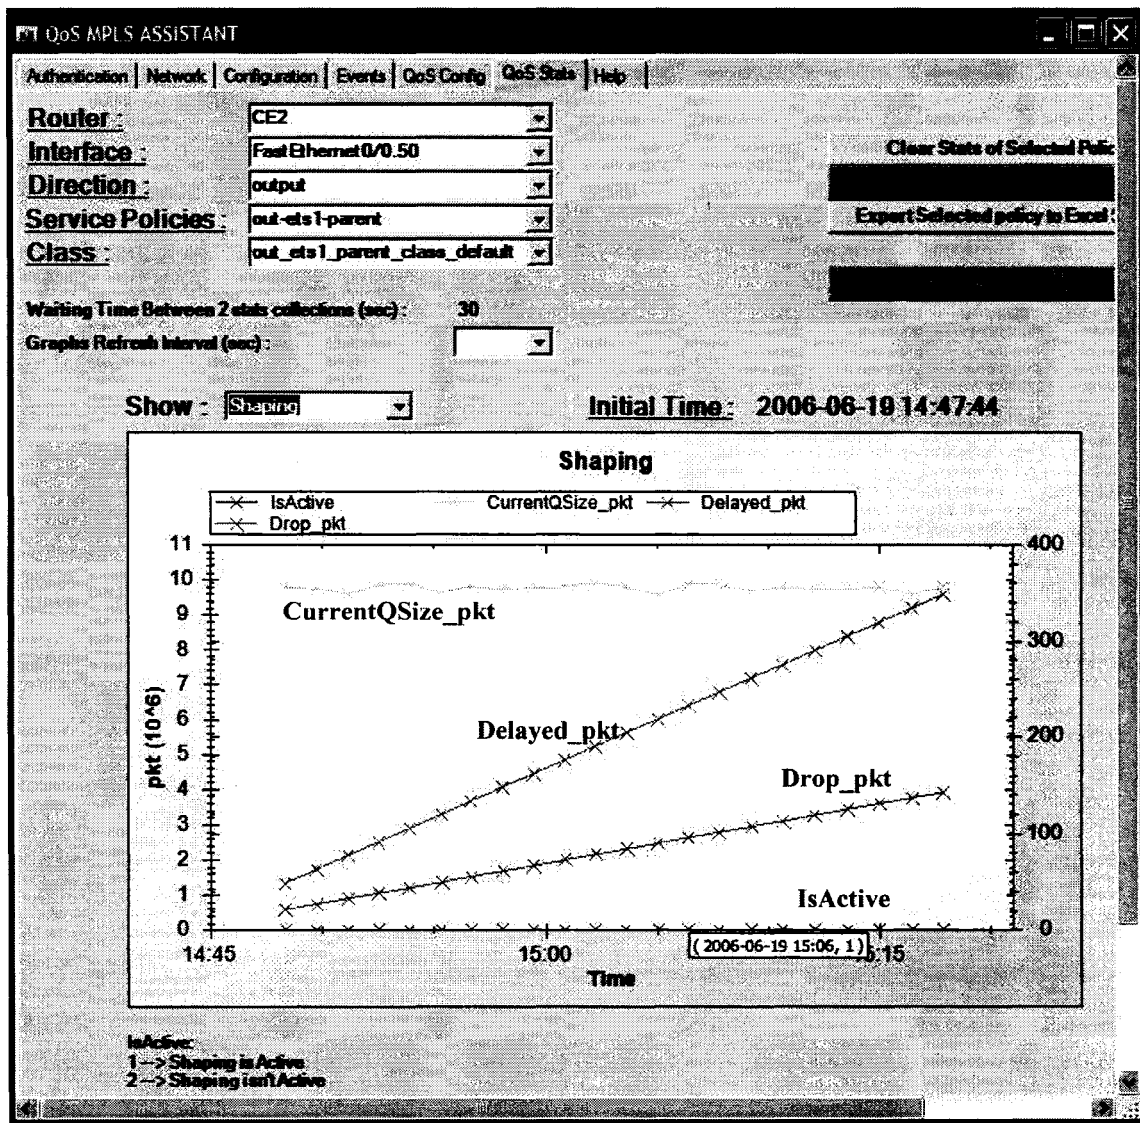 QoS MPLS ASSISTANT
Authentication Network Configuration Events QoS Config QoS Stats Help
Router : CE2
Interface : FastEthernet0/0.50 Clear Stats of Selected Polic
Direction : output
Service Policies : out-ets1-parent Export Selected policy to Excel
Class : out_ets1_parent_class_default
Waiting Time Between 2 stats collections (sec) : 30
Graphs Refresh Interval (sec) :
Show : Shaping Initial Time : 2006-06-19 14:47:44
Shaping
IsActive CurrentQSize_pkt Delayed_pkt
Drop_pkt
11 400
10
9
CurrentQSize_pkt
8 300
7
6
Delayed_pkt 200
5
Drop_pkt
4
3
100
2
1
IsActive
0 0
pkt (10^6)
(2006-06-19 15:06, 1)
14:45 15:00 15:15
Time
IsActive:
1 --> Shaping is Active
2 --> Shaping isn't Active